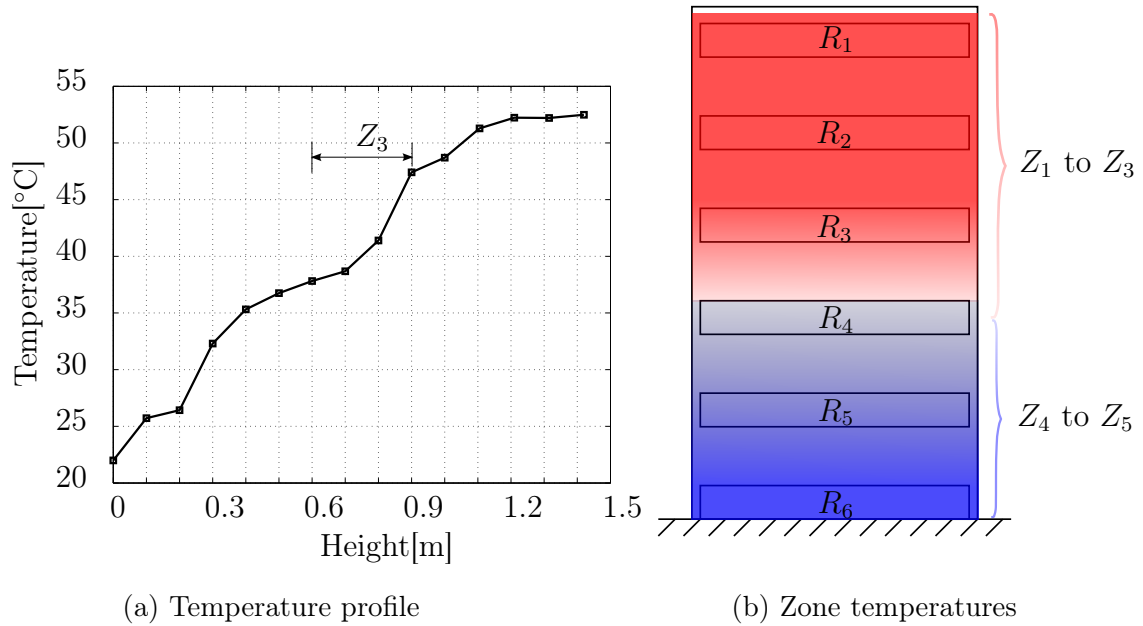 55
50
45
40
35
30
25
20
Temperature[°C]
Z₃
0
0.3
0.6
0.9
1.2
1.5
Height[m]
(a) Temperature profile
R₁
R₂
R₃
R₄
R₅
R₆
Z₁ to Z₃
Z₄ to Z₅
(b) Zone temperatures